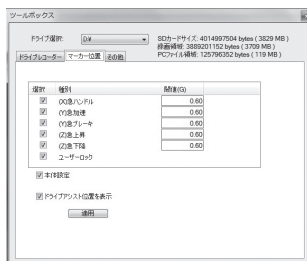 ツールボックス
ドライブ選択: D:¥
SDカードサイズ: 4014997504 bytes ( 3829 MB )
録画領域: 3889201152 bytes ( 3709 MB )
PCファイル領域: 125796352 bytes ( 119 MB )
ドライブレコーダー マーカー位置 その他
選択 種別 閾値(G)
(X)急ハンドル 0.60
(Y)急加速 0.60
(Y)急ブレーキ 0.60
(Z)急上昇 0.60
(Z)急下降 0.60
ユーザーロック
本体設定
ドライブアシスト位置を表示
適用